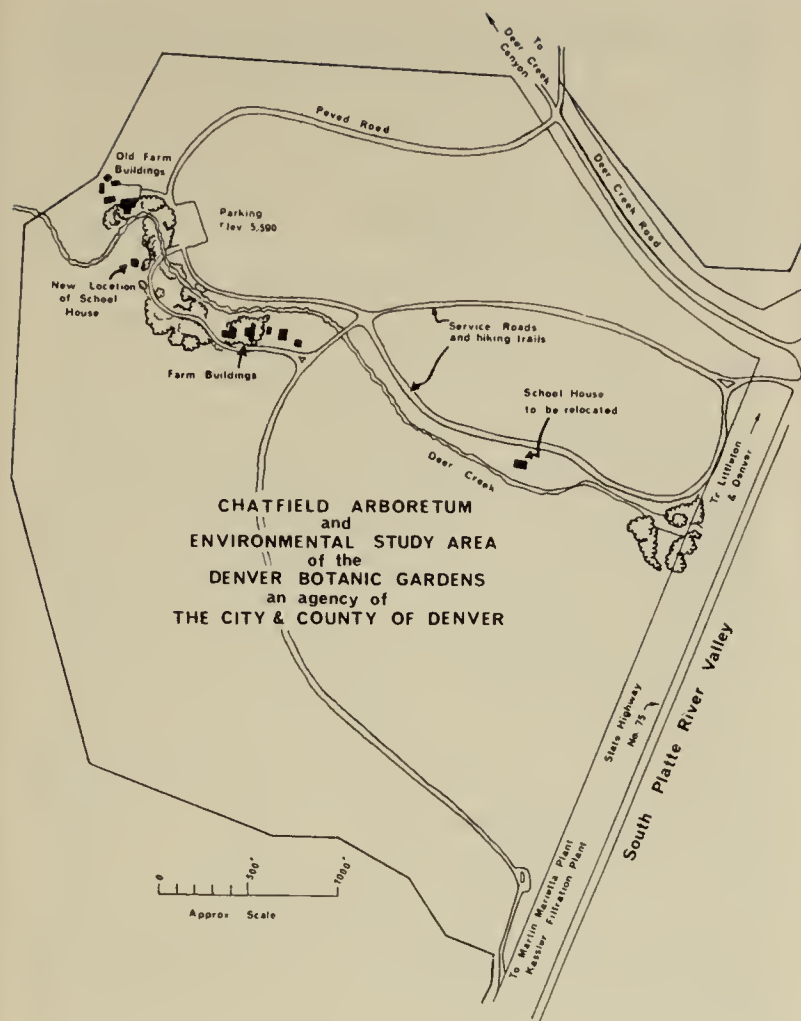 To
Deer Creek
Canyon
Paved Road
Deer Creek Road
Old Farm
Buildings
Parking
Elev 5,590
New Location
of School
House
Service Roads
and hiking trails
Farm Buildings
School House
to be relocated
Deer Creek
To Littleton
& Denver
CHATFIELD ARBORETUM
and
ENVIRONMENTAL STUDY AREA
of the
DENVER BOTANIC GARDENS
an agency of
THE CITY & COUNTY OF DENVER
State Highway
No. 75
South Platte River Valley
0 500' 1000'
Approx Scale
To Martin Marietta Plant
Kassler Filtration Plant